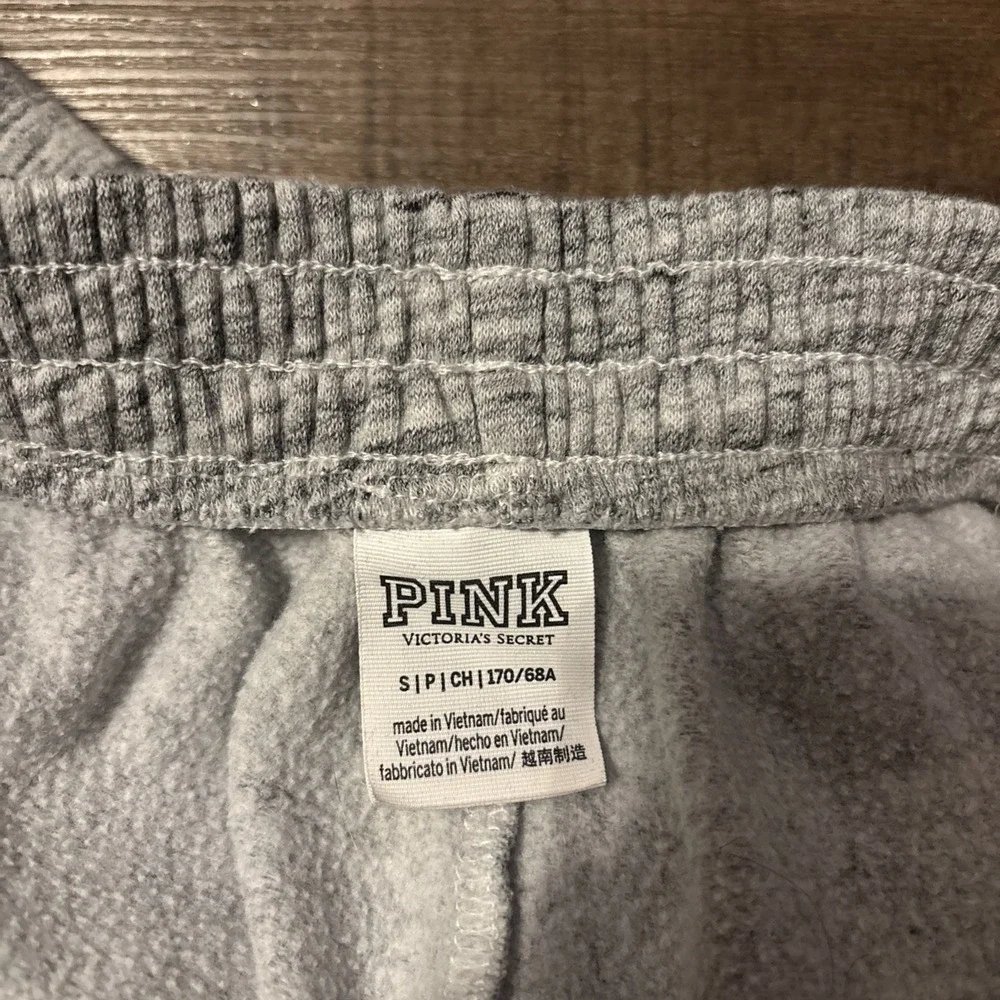 PINK
VICTORIA'S SECRET
S | P | CH | 170/68A
made in Vietnam/fabriqué au
Vietnam/hecho en Vietnam/
fabbricato in Vietnam/ 越南制造